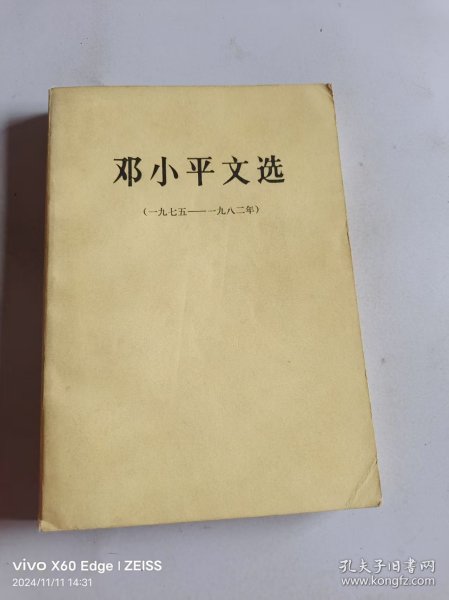 邓小平文选
(一九七五——一九八二年)
vivo X60 Edge | ZEISS
2024/11/11 14:31
孔夫子旧书网
www.kongfz.com